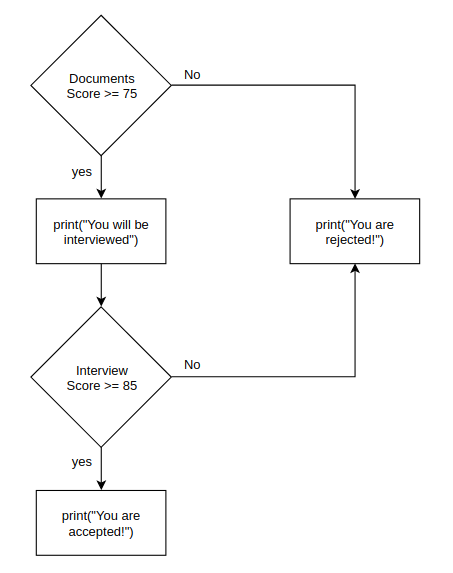 Documents
Score >= 75
No
yes
print("You will be
interviewed")
print("You are
rejected!")
Interview
Score >= 85
No
yes
print("You are
accepted!")